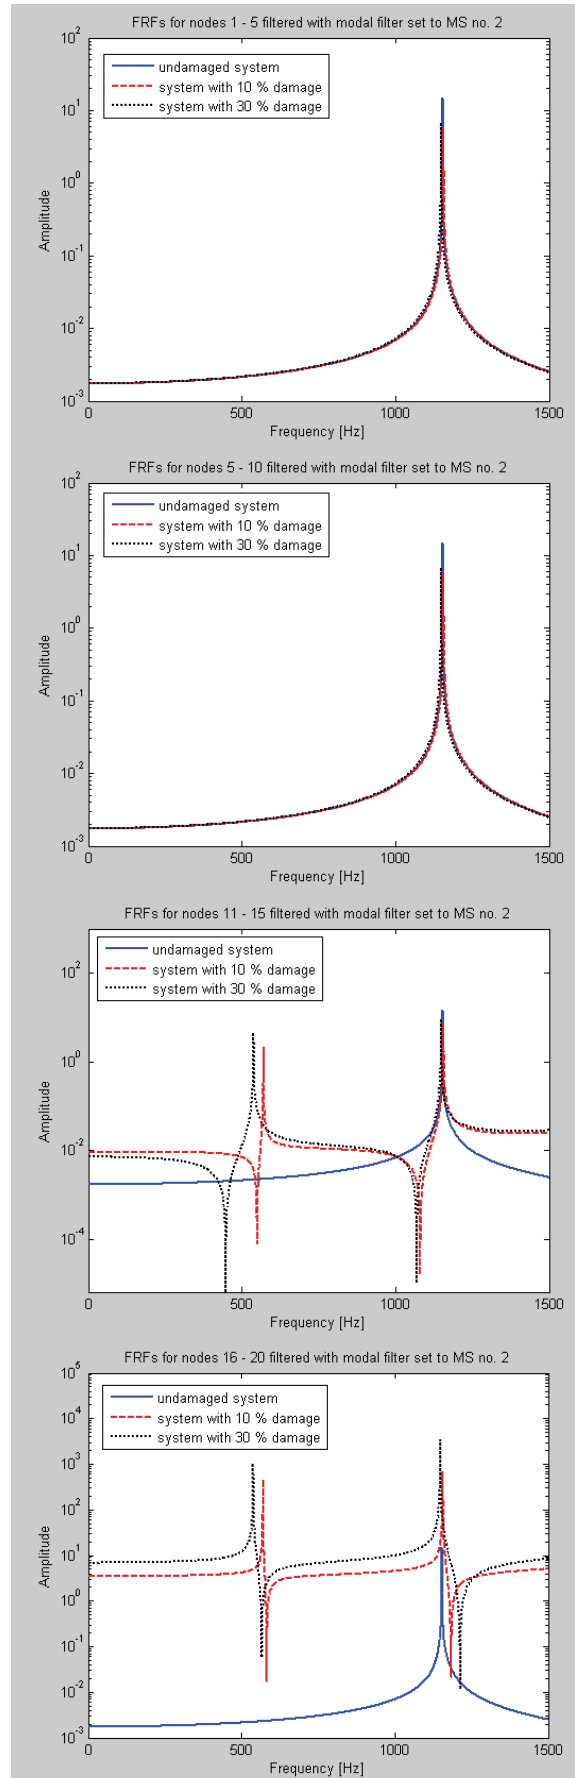 FRFs for nodes 1 - 5 filtered with modal filter set to MS no. 2
10^2
10^1
10^0
10^-1
10^-2
10^-3
Amplitude
undamaged system
system with 10 % damage
system with 30 % damage
0 500 1000 1500
Frequency [Hz]
FRFs for nodes 5 - 10 filtered with modal filter set to MS no. 2
10^2
10^1
10^0
10^-1
10^-2
10^-3
Amplitude
undamaged system
system with 10 % damage
system with 30 % damage
0 500 1000 1500
Frequency [Hz]
FRFs for nodes 11 - 15 filtered with modal filter set to MS no. 2
10^2
10^0
10^-2
10^-4
Amplitude
undamaged system
system with 10 % damage
system with 30 % damage
0 500 1000 1500
Frequency [Hz]
FRFs for nodes 16 - 20 filtered with modal filter set to MS no. 2
10^5
10^4
10^3
10^2
10^1
10^0
10^-1
10^-2
10^-3
Amplitude
undamaged system
system with 10 % damage
system with 30 % damage
0 500 1000 1500
Frequency [Hz]